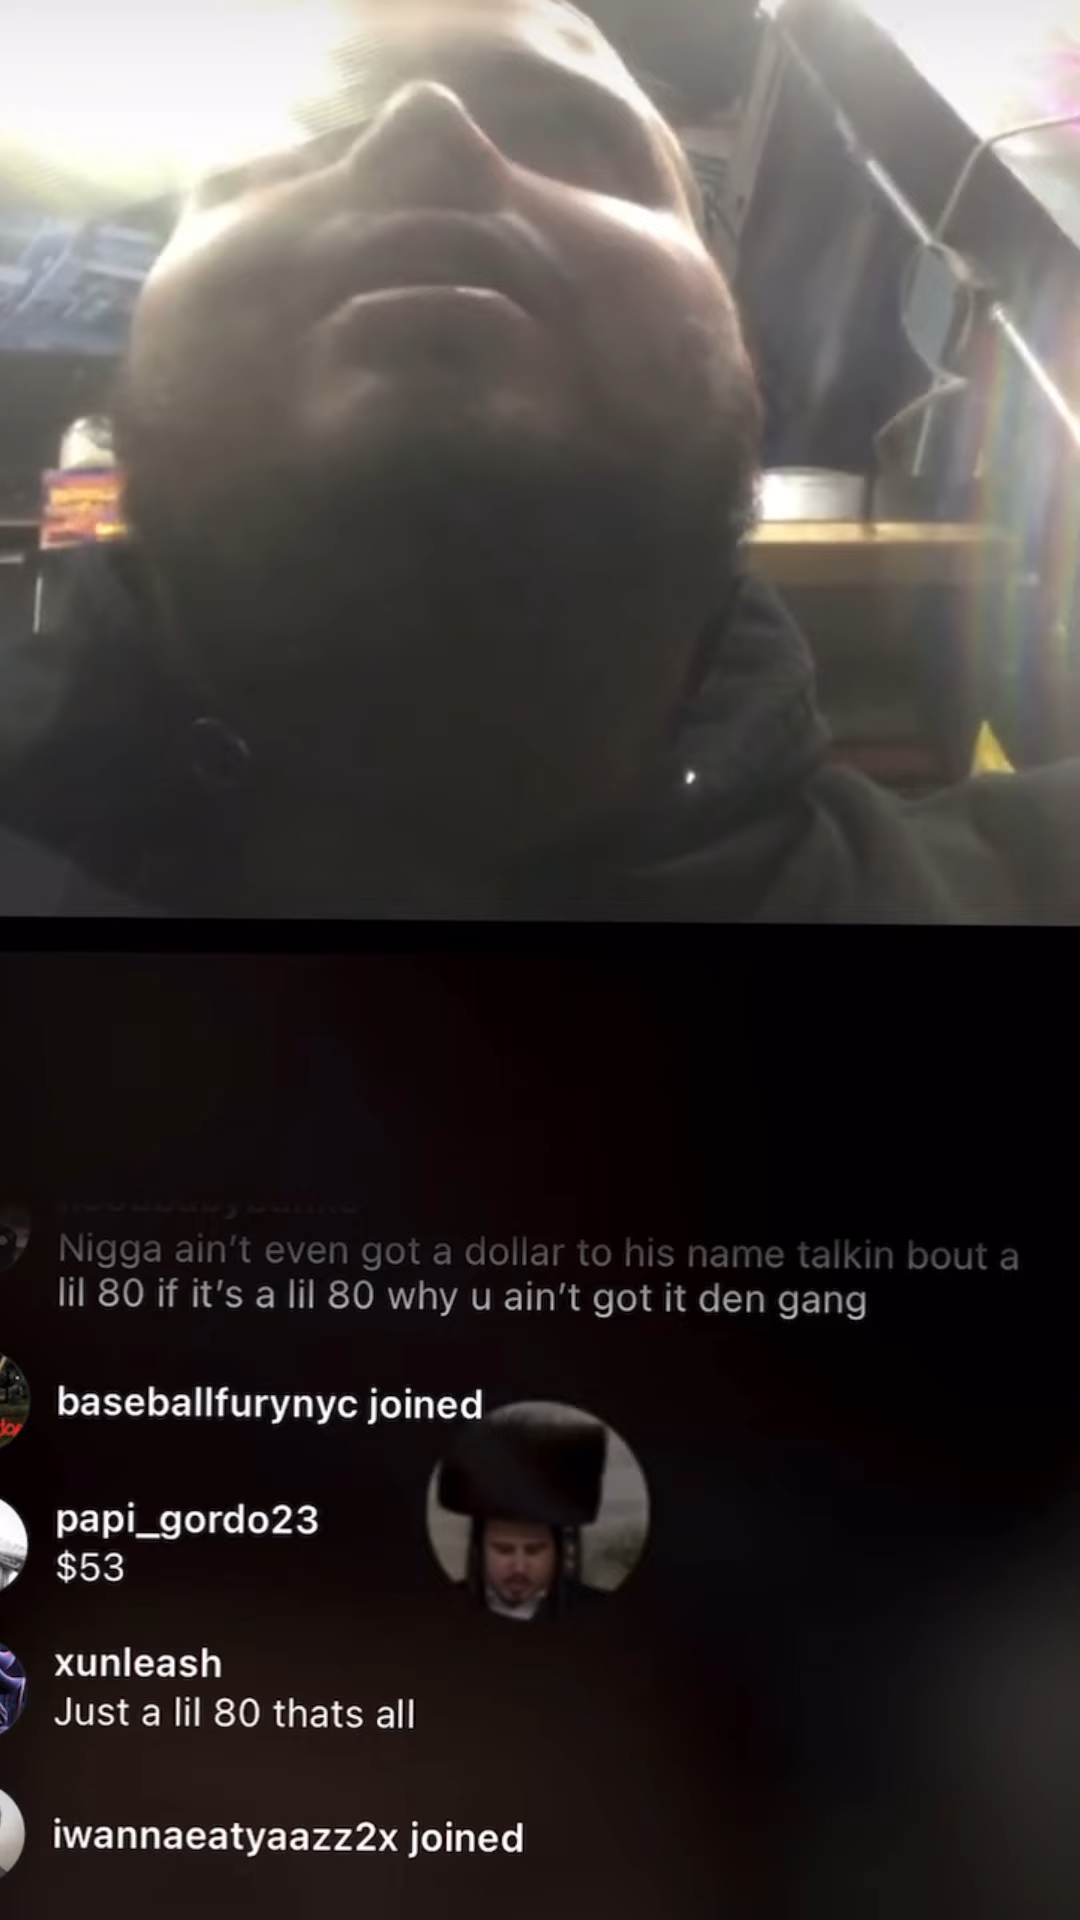 Nigga ain't even got a dollar to his name talkin bout a
lil 80 if it's a lil 80 why u ain't got it den gang
baseballfurynyc joined
papi_gordo23
$53
xunleash
Just a lil 80 thats all
iwannaeatyaazz2x joined